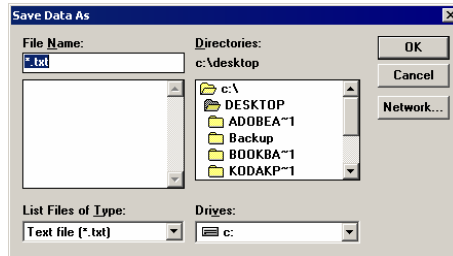 Save Data As
File Name:
*.txt
Directories:
c:\desktop
c:\
DESKTOP
ADOBEA~1
Backup
BOOKBA~1
KODAKP~1
OK
Cancel
Network...
List Files of Type:
Text file (*.txt)
Drives:
c: